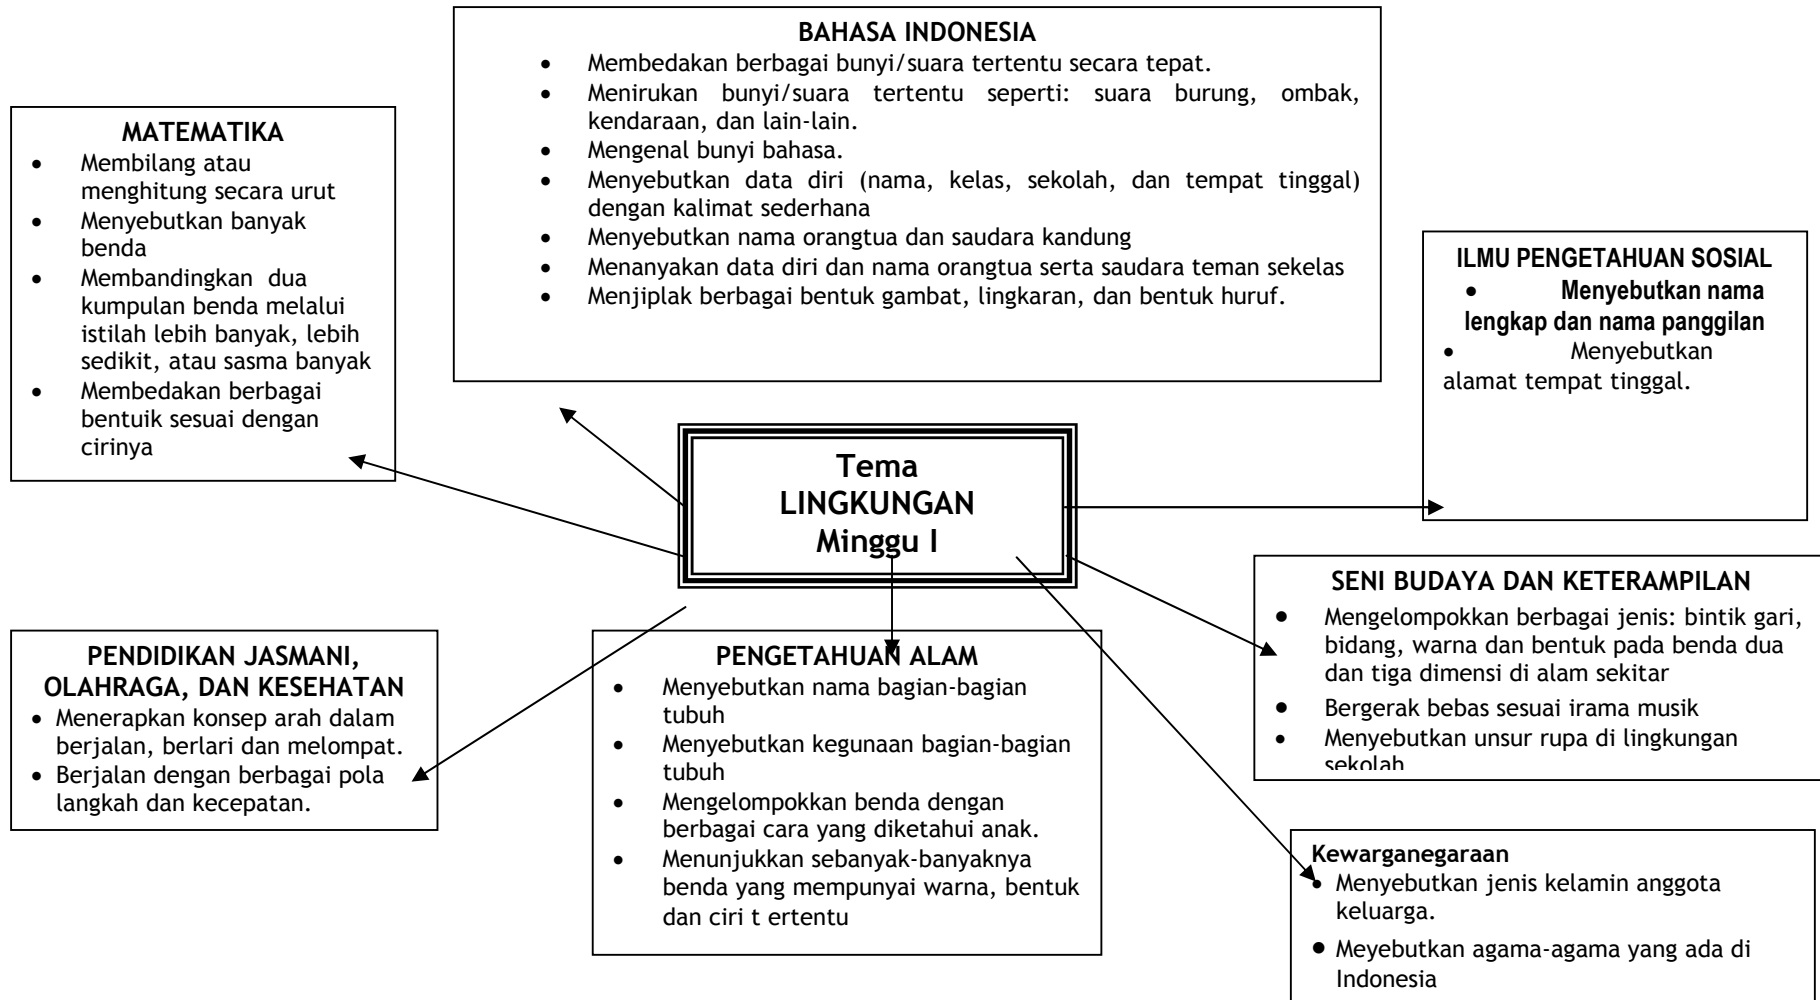 BAHASA INDONESIA
• Membedakan berbagai bunyi/suara tertentu secara tepat.
• Menirukan bunyi/suara tertentu seperti: suara burung, ombak,
kendaraan, dan lain-lain.
• Mengenal bunyi bahasa.
• Menyebutkan data diri (nama, kelas, sekolah, dan tempat tinggal)
dengan kalimat sederhana
• Menyebutkan nama orangtua dan saudara kandung
• Menanyakan data diri dan nama orangtua serta saudara teman sekelas
• Menjiplak berbagai bentuk gambat, lingkaran, dan bentuk huruf.
MATEMATIKA
• Membilang atau
menghitung secara urut
• Menyebutkan banyak
benda
• Membandingkan dua
kumpulan benda melalui
istilah lebih banyak, lebih
sedikit, atau sasma banyak
• Membedakan berbagai
bentuik sesuai dengan
cirinya
ILMU PENGETAHUAN SOSIAL
• Menyebutkan nama
lengkap dan nama panggilan
• Menyebutkan
alamat tempat tinggal.
Tema
LINGKUNGAN
Minggu I
SENI BUDAYA DAN KETERAMPILAN
• Mengelompokkan berbagai jenis: bintik gari,
bidang, warna dan bentuk pada benda dua
dan tiga dimensi di alam sekitar
• Bergerak bebas sesuai irama musik
• Menyebutkan unsur rupa di lingkungan
sekolah
PENDIDIKAN JASMANI,
OLAHRAGA, DAN KESEHATAN
• Menerapkan konsep arah dalam
berjalan, berlari dan melompat.
• Berjalan dengan berbagai pola
langkah dan kecepatan.
PENGETAHUAN ALAM
• Menyebutkan nama bagian-bagian
tubuh
• Menyebutkan kegunaan bagian-bagian
tubuh
• Mengelompokkan benda dengan
berbagai cara yang diketahui anak.
• Menunjukkan sebanyak-banyaknya
benda yang mempunyai warna, bentuk
dan ciri t ertentu
Kewarganegaraan
• Menyebutkan jenis kelamin anggota
keluarga.
• Meyebutkan agama-agama yang ada di
Indonesia